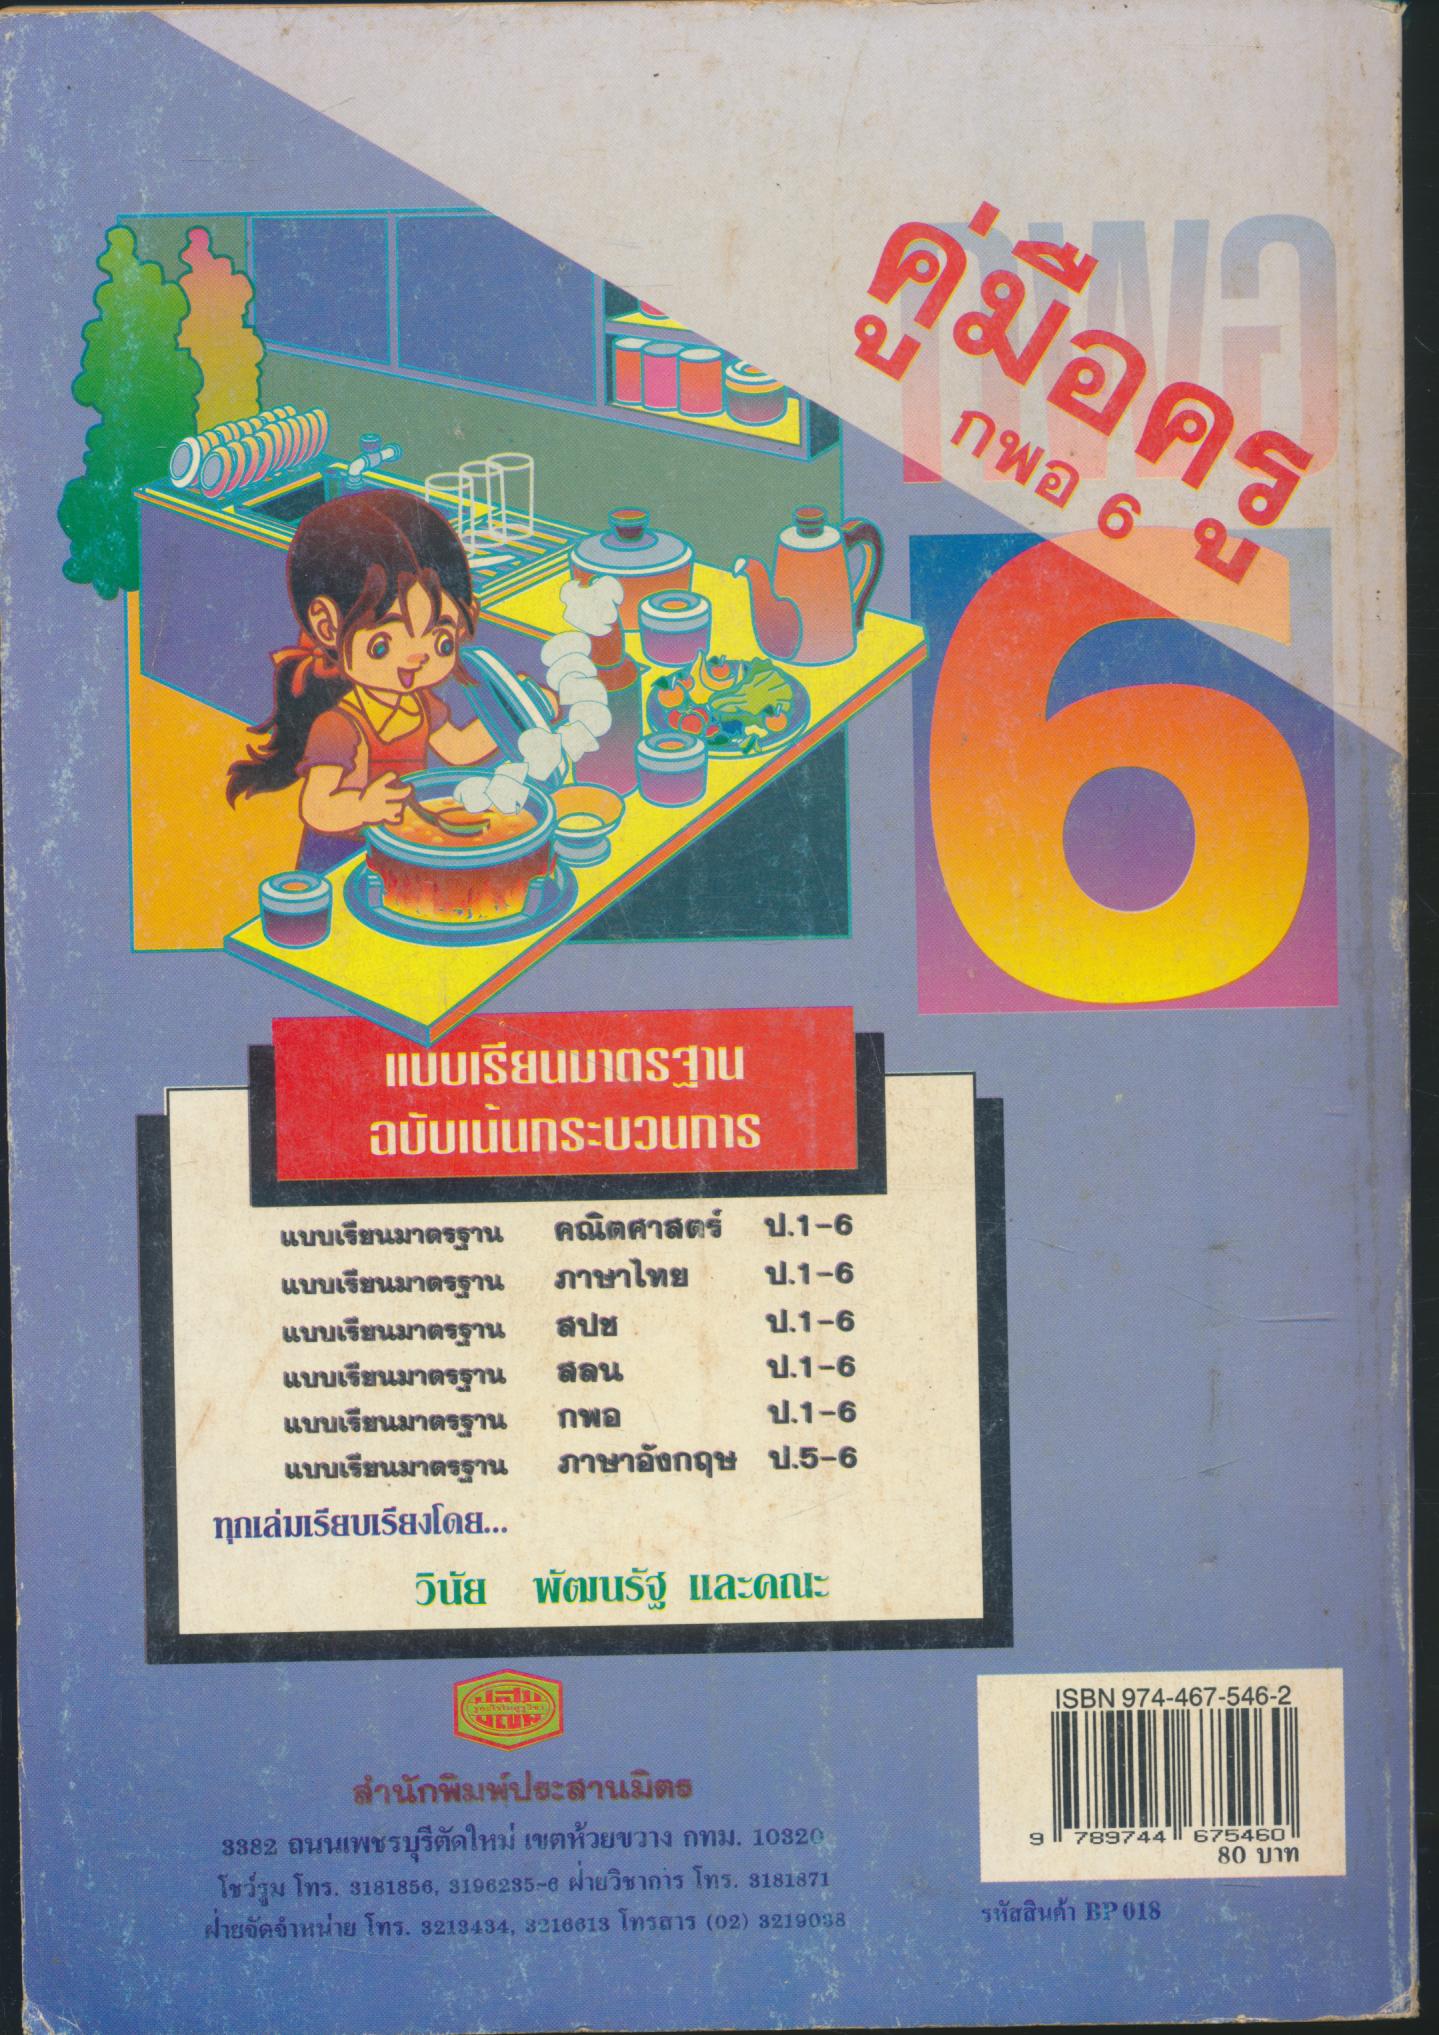 กพอ
คู่มือครู
กพอ 6
6
แบบเรียนมาตรฐาน
ฉบับเน้นกระบวนการ
แบบเรียนมาตรฐาน คณิตศาสตร์ ป.1-6
แบบเรียนมาตรฐาน ภาษาไทย ป.1-6
แบบเรียนมาตรฐาน สปช ป.1-6
แบบเรียนมาตรฐาน สลน ป.1-6
แบบเรียนมาตรฐาน กพอ ป.1-6
แบบเรียนมาตรฐาน ภาษาอังกฤษ ป.5-6
ทุกเล่มเรียบเรียงโดย...
วินัย พัฒนรัฐ และคณะ
สำนักพิมพ์ประสานมิตร
3382 ถนนเพชรบุรีตัดใหม่ เขตห้วยขวาง กทม. 10320
โชว์รูม โทร. 3181856, 3196235-6 ฝ่ายวิชาการ โทร. 3181871
ฝ่ายจัดจำหน่าย โทร. 3213434, 3216613 โทรสาร (02) 3219038
ISBN 974-467-546-2
9 789744 675460
80 บาท
รหัสสินค้า BP 018